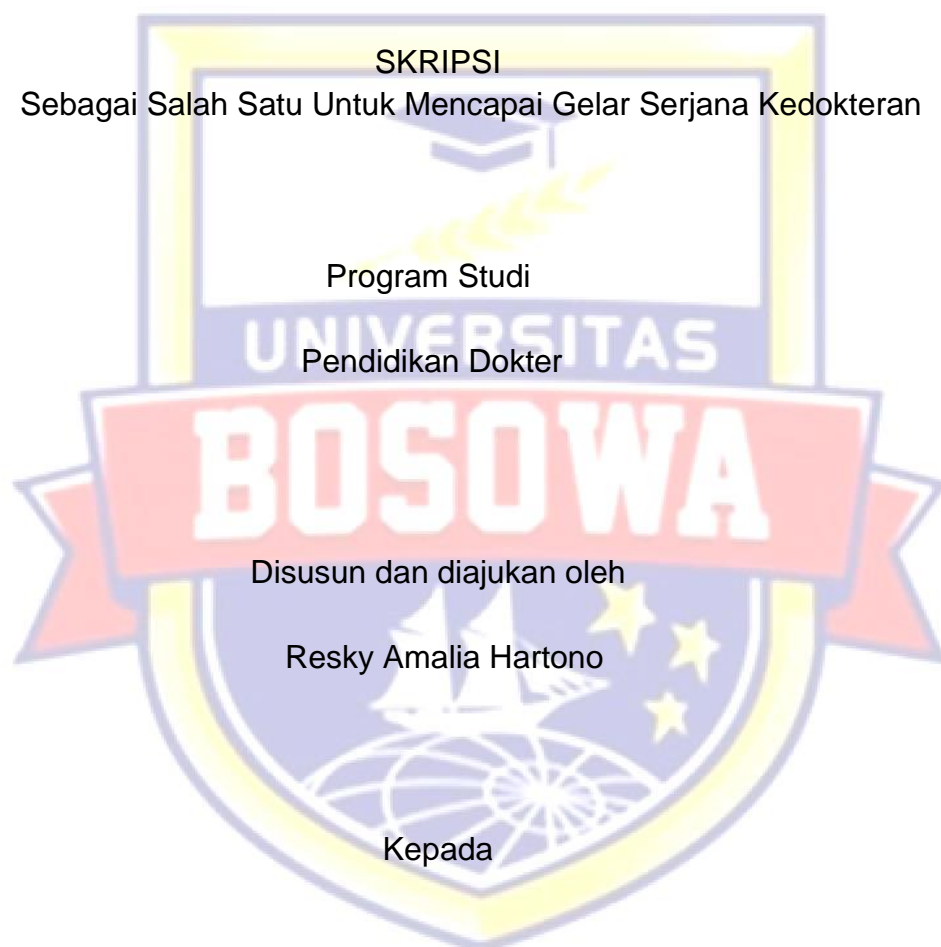 SKRIPSI
Sebagai Salah Satu Untuk Mencapai Gelar Serjana Kedokteran
Program Studi
UNIVERSITAS
Pendidikan Dokter
BOSOWA
Disusun dan diajukan oleh
Resky Amalia Hartono
Kepada